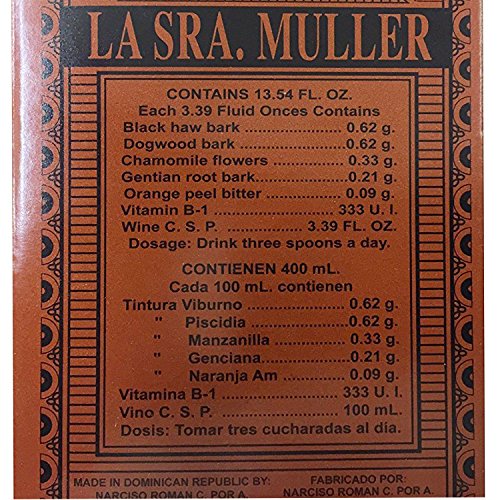 LA SRA. MULLER
CONTAINS 13.54 FL. OZ.
Each 3.39 Fluid Onces Contains
Black haw bark .................. 0.62 g.
Dogwood bark .................. 0.62 g.
Chamomile flowers ............ 0.33 g.
Gentian root bark................ 0.21 g.
Orange peel bitter .............. 0.09 g.
Vitamin B-1 .................... 333 U. I.
Wine C. S. P. ............ 3.39 FL. OZ.
Dosage: Drink three spoons a day.
CONTIENEN 400 mL.
Cada 100 mL. contienen
Tintura Viburno ................ 0.62 g.
" Piscidia .................... 0.62 g.
" Manzanilla ................ 0.33 g.
" Genciana.................... 0.21 g.
" Naranja Am .............. 0.09 g.
Vitamina B-1 .................. 333 U. I.
Vino C. S. P. .................. 100 mL.
Dosis: Tomar tres cucharadas al día.
MADE IN DOMINICAN REPUBLIC BY:
NARCISO ROMAN C. POR A.
FABRICADO POR:
NARCISO ROMAN C. POR A.